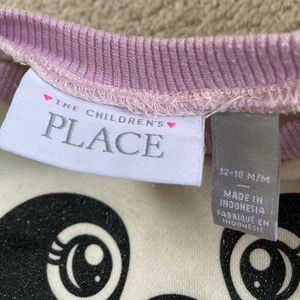 THE CHILDREN'S
PLACE
12-18 M/M
MADE IN
INDONESIA
FABRIQUÉ EN
INDONÉSIE